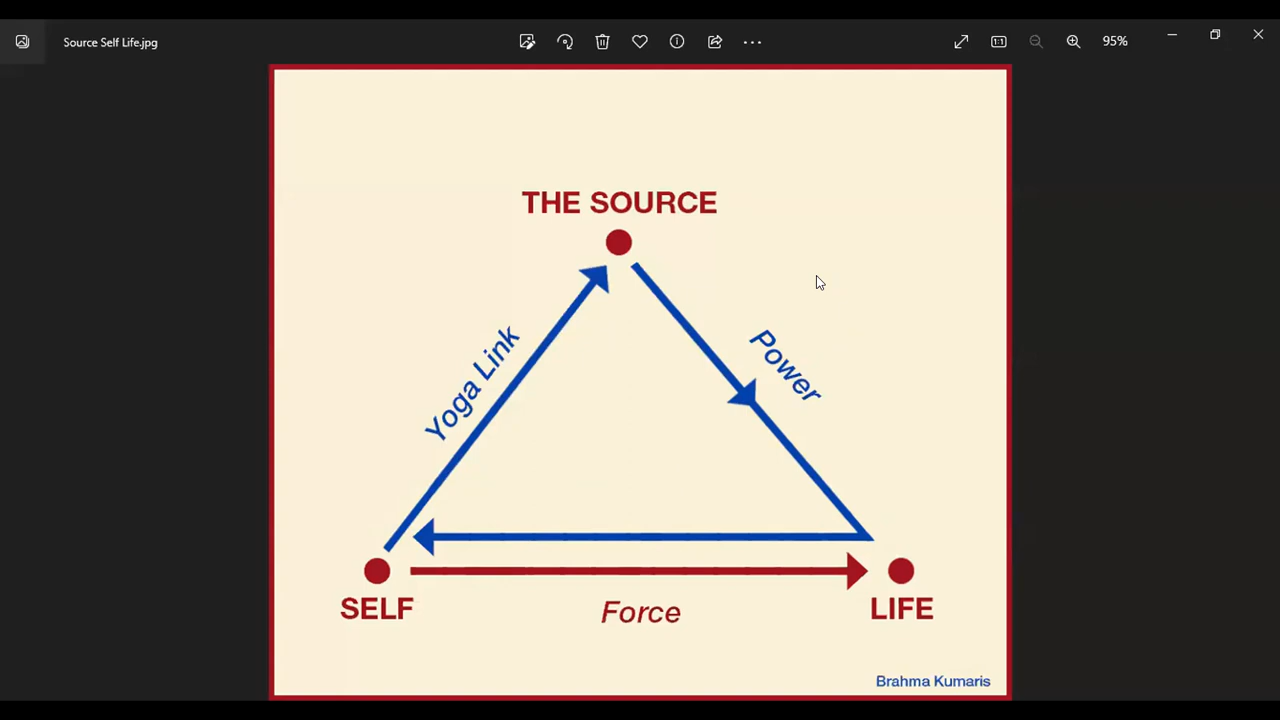 Source Self Life.jpg
95%
THE SOURCE
Yoga Link
Power
SELF
Force
LIFE
Brahma Kumaris